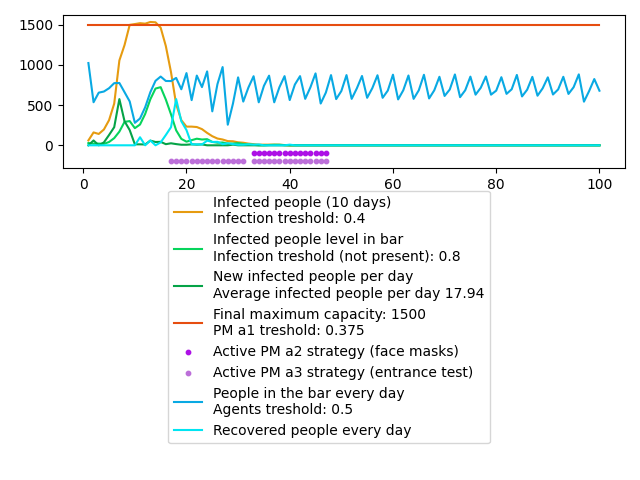 1500
1000
500
0
0 20 40 60 80 100
Infected people (10 days)
Infection treshold: 0.4
Infected people level in bar
Infection treshold (not present): 0.8
New infected people per day
Average infected people per day 17.94
Final maximum capacity: 1500
PM a1 treshold: 0.375
Active PM a2 strategy (face masks)
Active PM a3 strategy (entrance test)
People in the bar every day
Agents treshold: 0.5
Recovered people every day